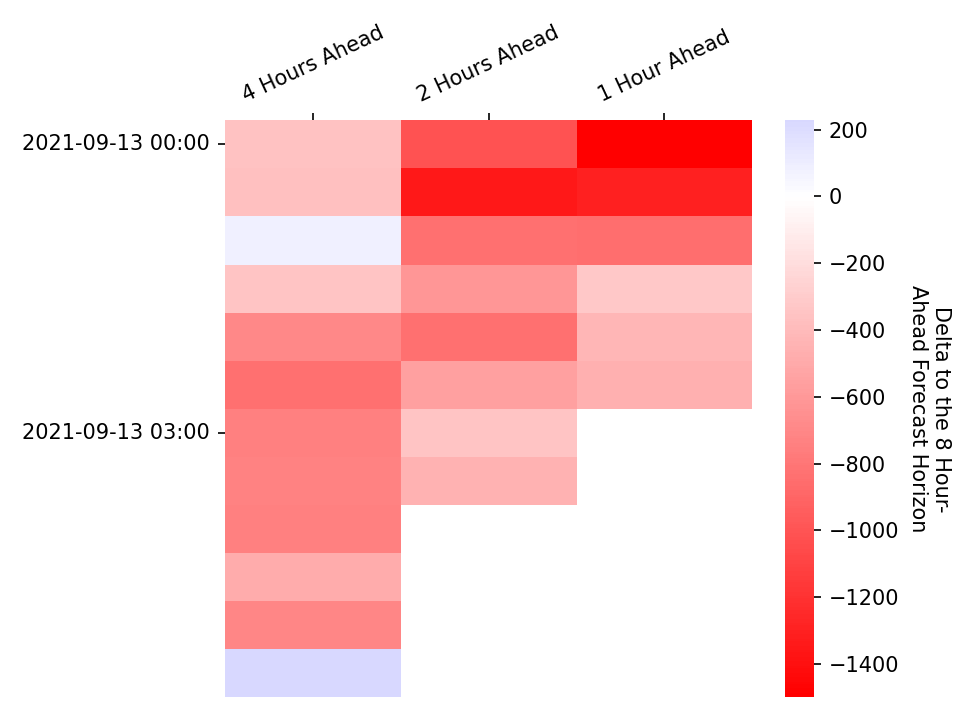 4 Hours Ahead
2 Hours Ahead
1 Hour Ahead
2021-09-13 00:00
2021-09-13 03:00
200
0
−200
−400
−600
−800
−1000
−1200
−1400
Delta to the 8 Hour-
Ahead Forecast Horizon